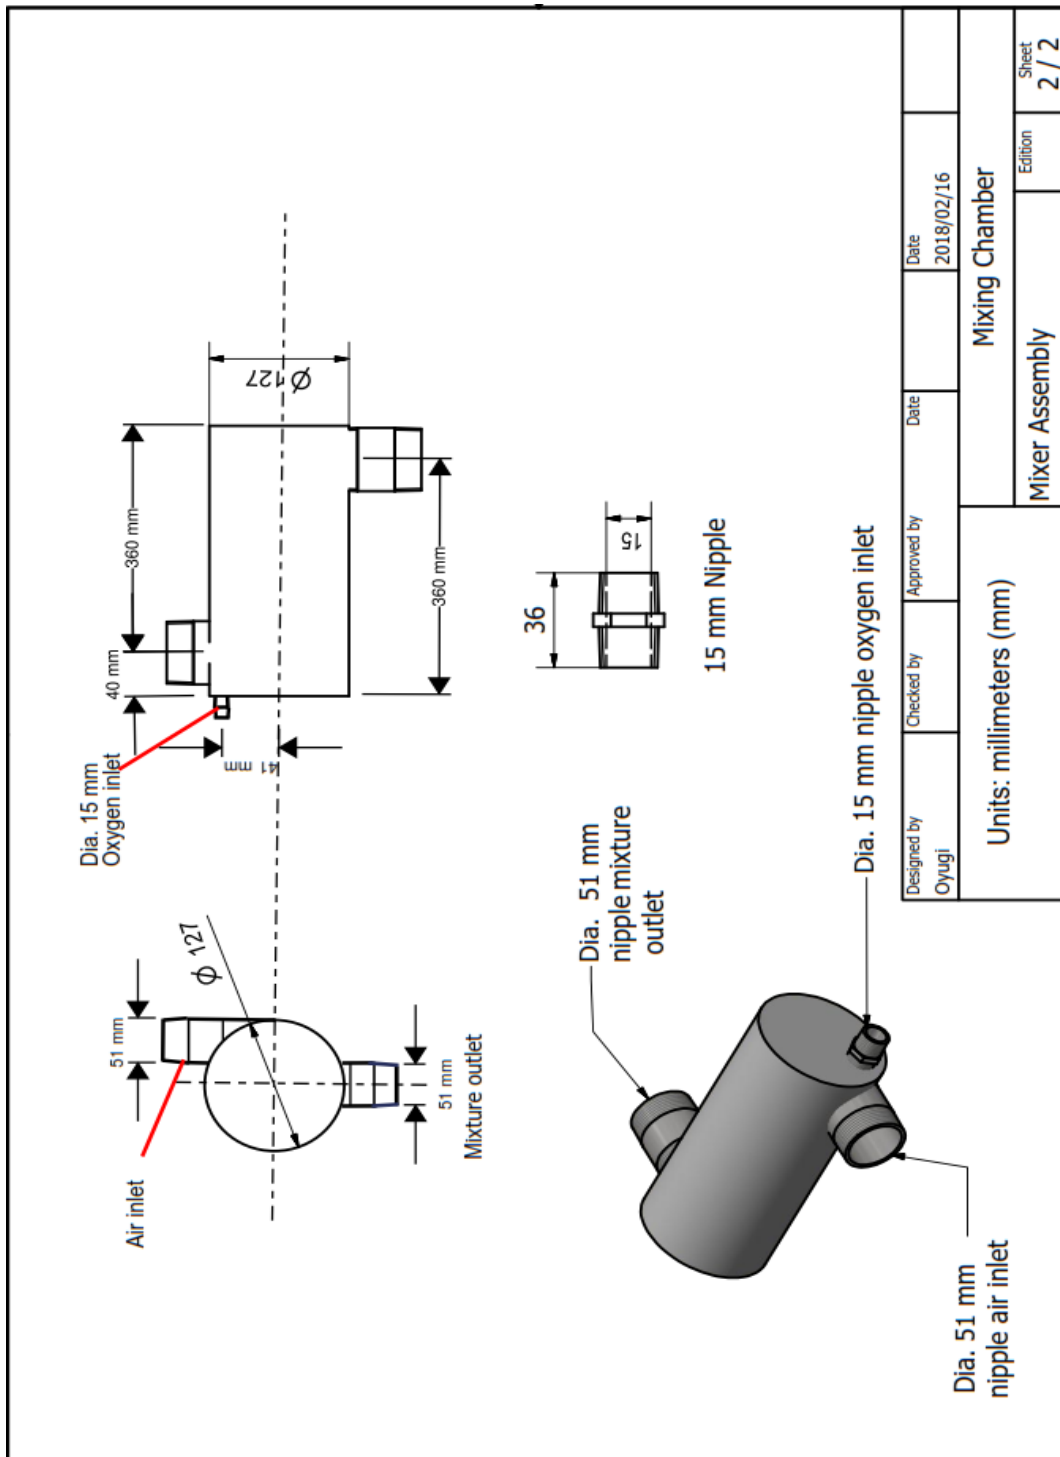 Dia. 15 mm
Oxygen inlet
40 mm
360 mm
Φ 127
41 mm
360 mm
51 mm
Φ 127
Air inlet
51 mm
Mixture outlet
36
15
15 mm Nipple
Dia. 51 mm
nipple mixture
outlet
Dia. 15 mm nipple oxygen inlet
Dia. 51 mm
nipple air inlet
Designed by
Oyugi
Checked by
Approved by
Date
Date
2018/02/16
Units: millimeters (mm)
Mixing Chamber
Mixer Assembly
Edition
Sheet
2 / 2